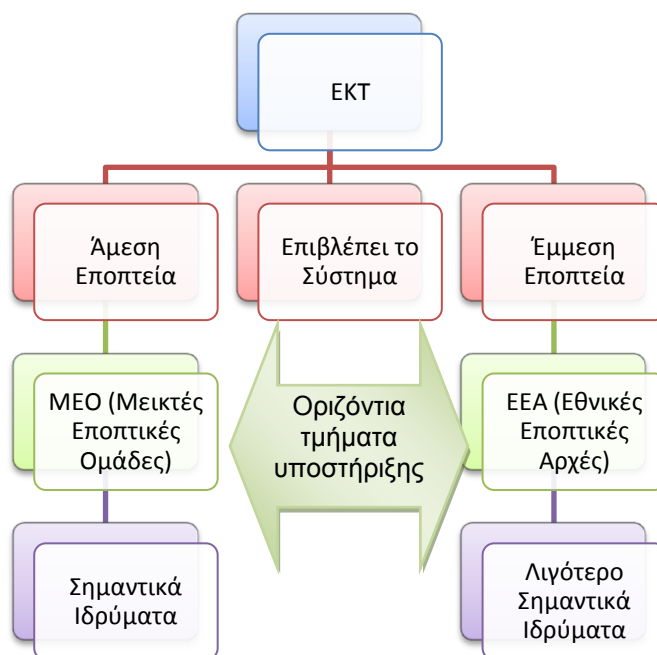 ΕΚΤ
Άμεση
Εποπτεία
Επιβλέπει το
Σύστημα
Έμμεση
Εποπτεία
ΜΕΟ (Μεικτές
Εποπτικές
Ομάδες)
Οριζόντια
τμήματα
υποστήριξης
ΕΕΑ (Εθνικές
Εποπτικές
Αρχές)
Σημαντικά
Ιδρύματα
Λιγότερο
Σημαντικά
Ιδρύματα